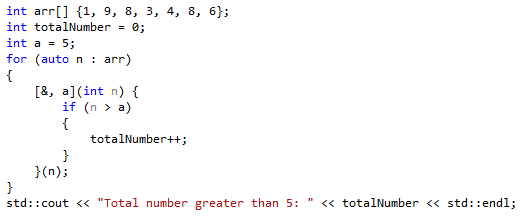 int arr[] {1, 9, 8, 3, 4, 8, 6};
int totalNumber = 0;
int a = 5;
for (auto n : arr)
{
    [&, a](int n) {
        if (n > a)
        {
            totalNumber++;
        }
    }(n);
}
std::cout << "Total number greater than 5: " << totalNumber << std::endl;